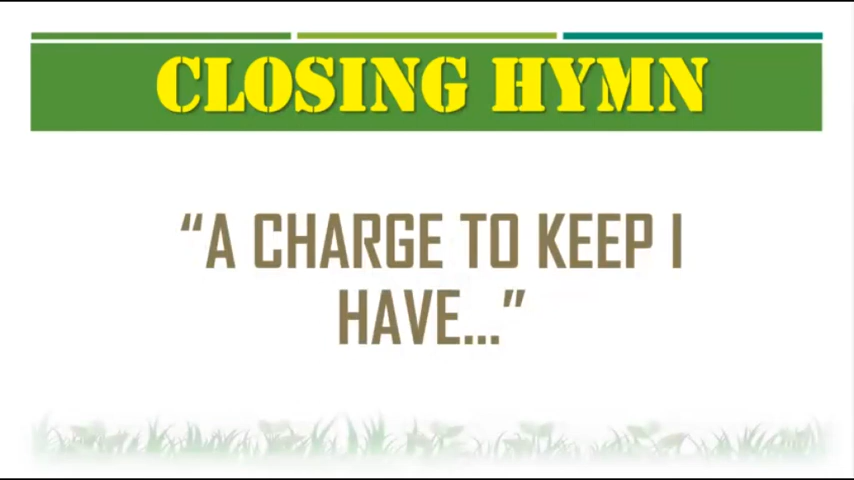 CLOSING HYMN
“A CHARGE TO KEEP I
HAVE...”